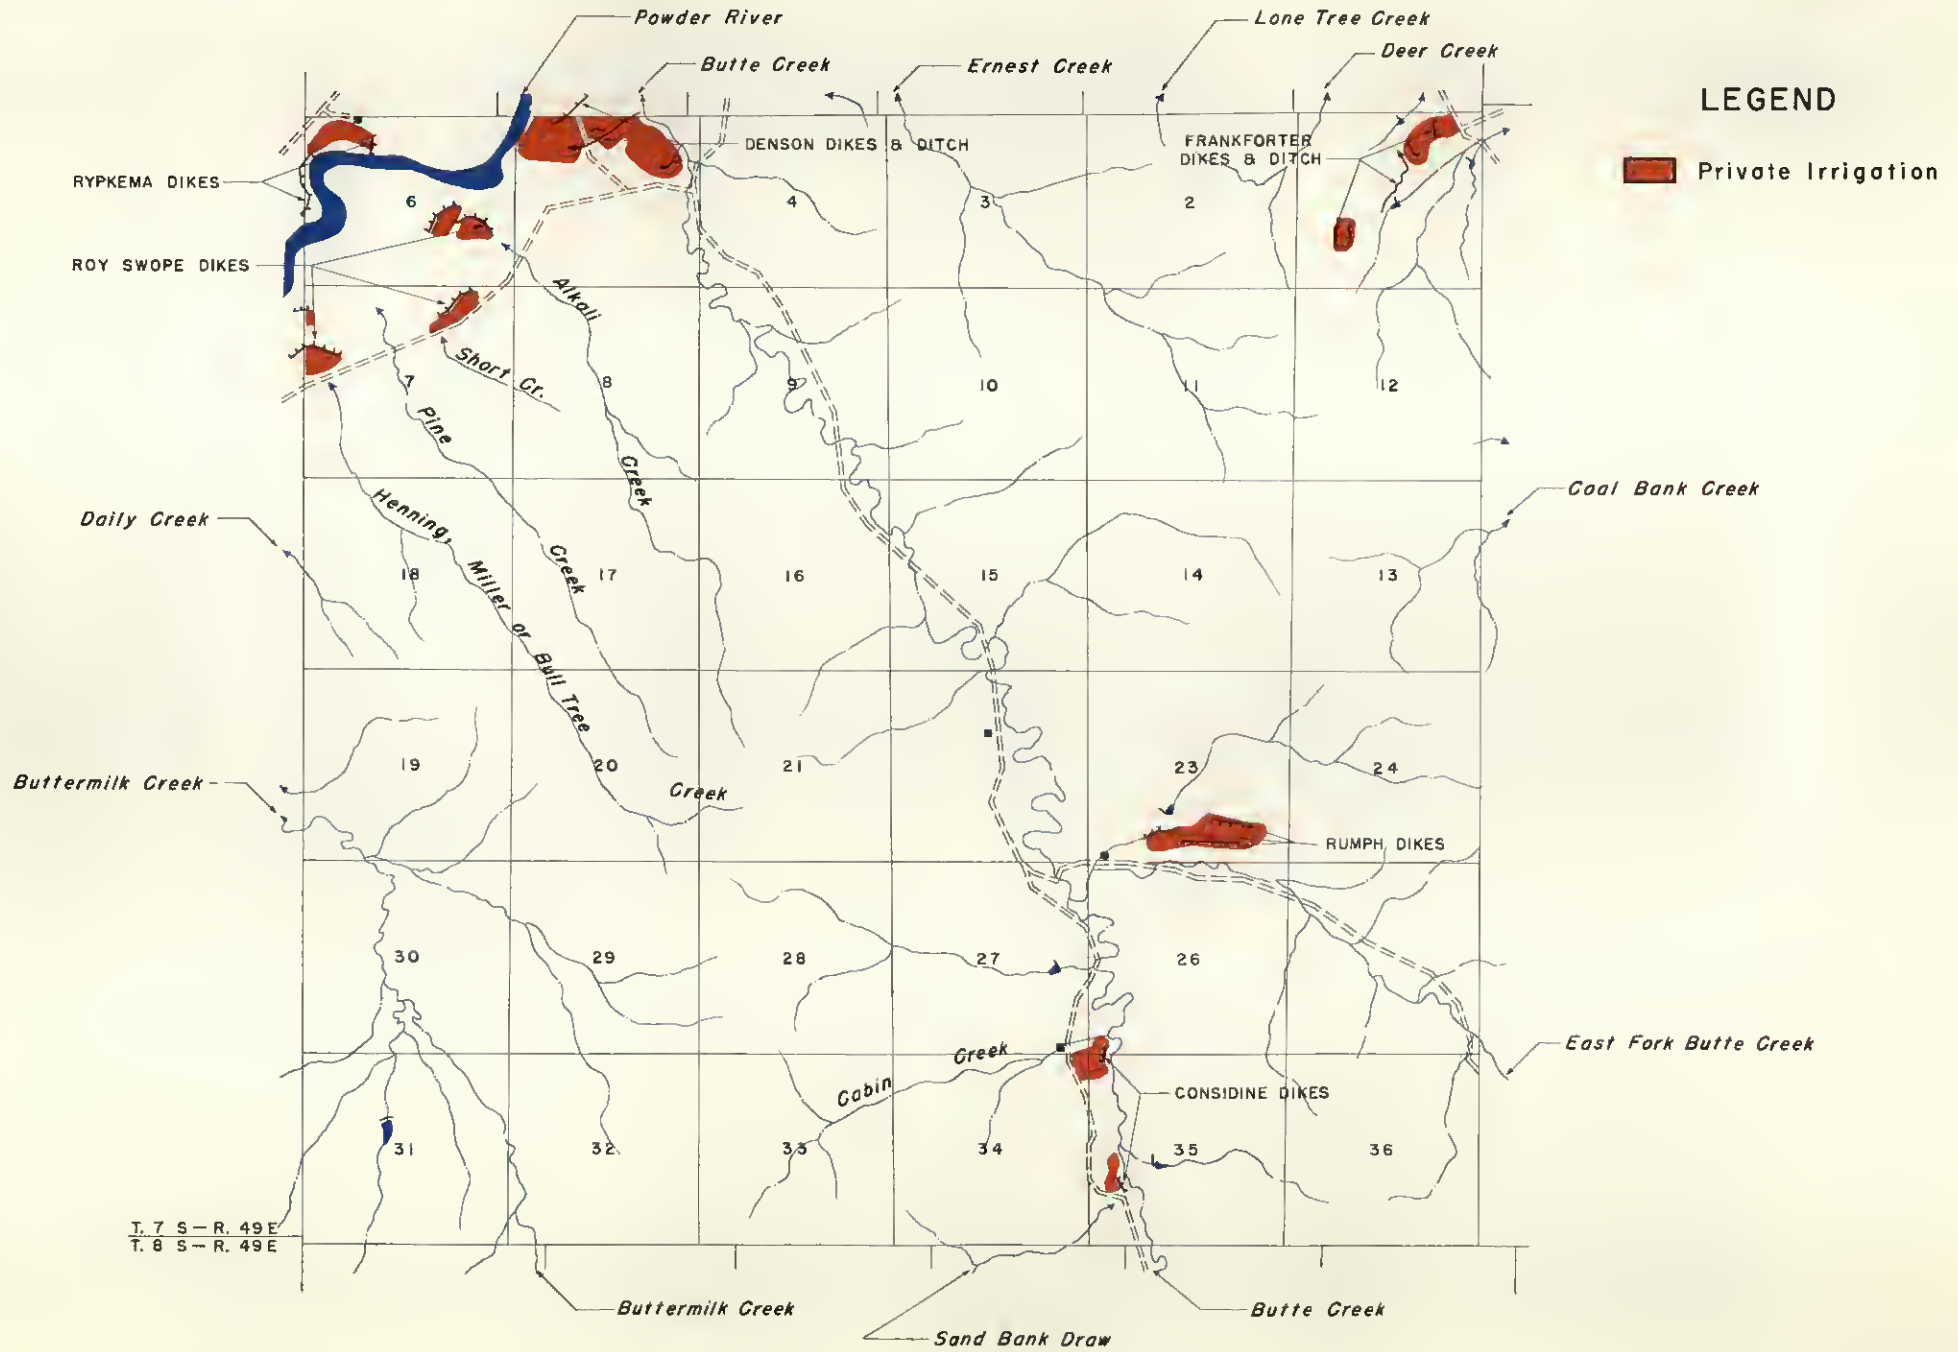 Powder River
Lone Tree Creek
Deer Creek
Butte Creek
Ernest Creek
LEGEND
Private Irrigation
DENSON DIKES & DITCH
FRANKFORTER
DIKES & DITCH
RYPKEMA DIKES
6
4
3
2
ROY SWOPE DIKES
Alkali
Creek
Short Cr.
7
8
9
10
11
12
Pine
Creek
Henning,
Miller or
Bull Tree
Creek
Coal Bank Creek
Daily Creek
18
17
16
15
14
13
19
20
21
23
24
Buttermilk Creek
RUMPH DIKES
30
29
28
27
26
East Fork Butte Creek
Cabin
Creek
CONSIDINE DIKES
31
32
33
34
35
36
T. 7 S – R. 49 E
T. 8 S – R. 49 E
Buttermilk Creek
Butte Creek
Sand Bank Draw